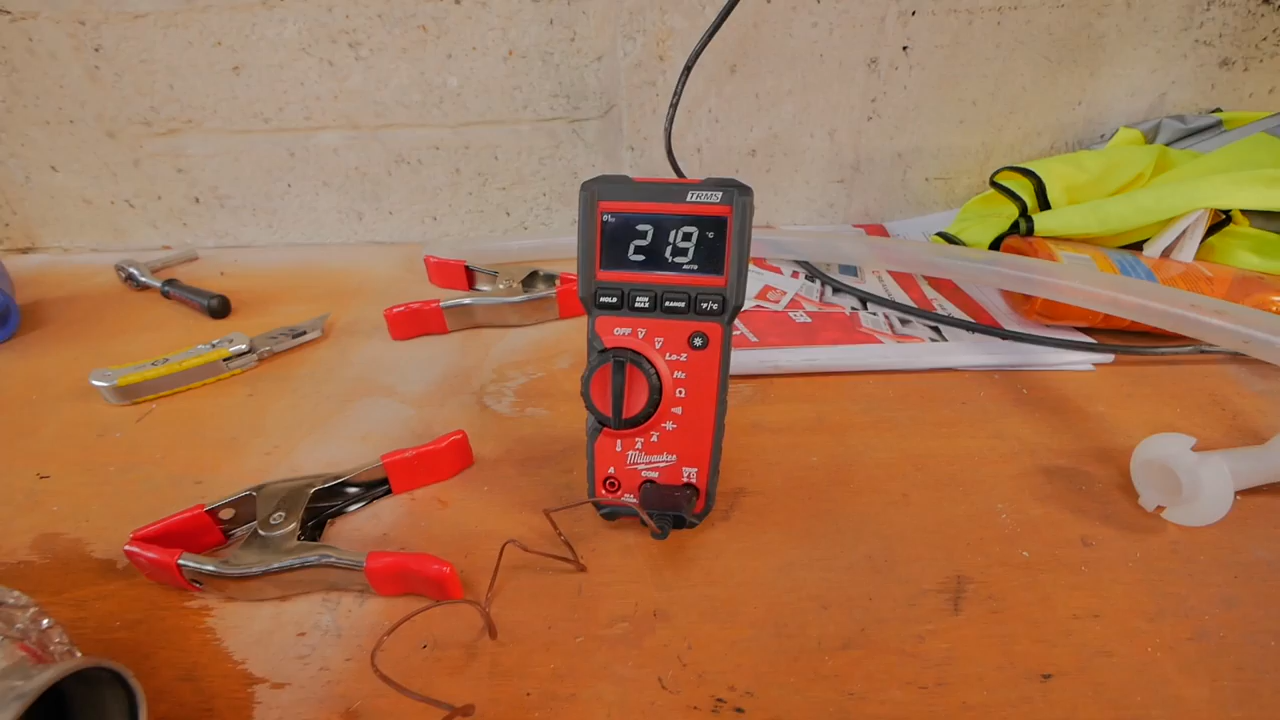 TRMS
21.9 °C
AUTO
HOLD
MIN MAX
RANGE
°F/°C
OFF
Lo-Z
Hz
Ω
A
Milwaukee
A
COM